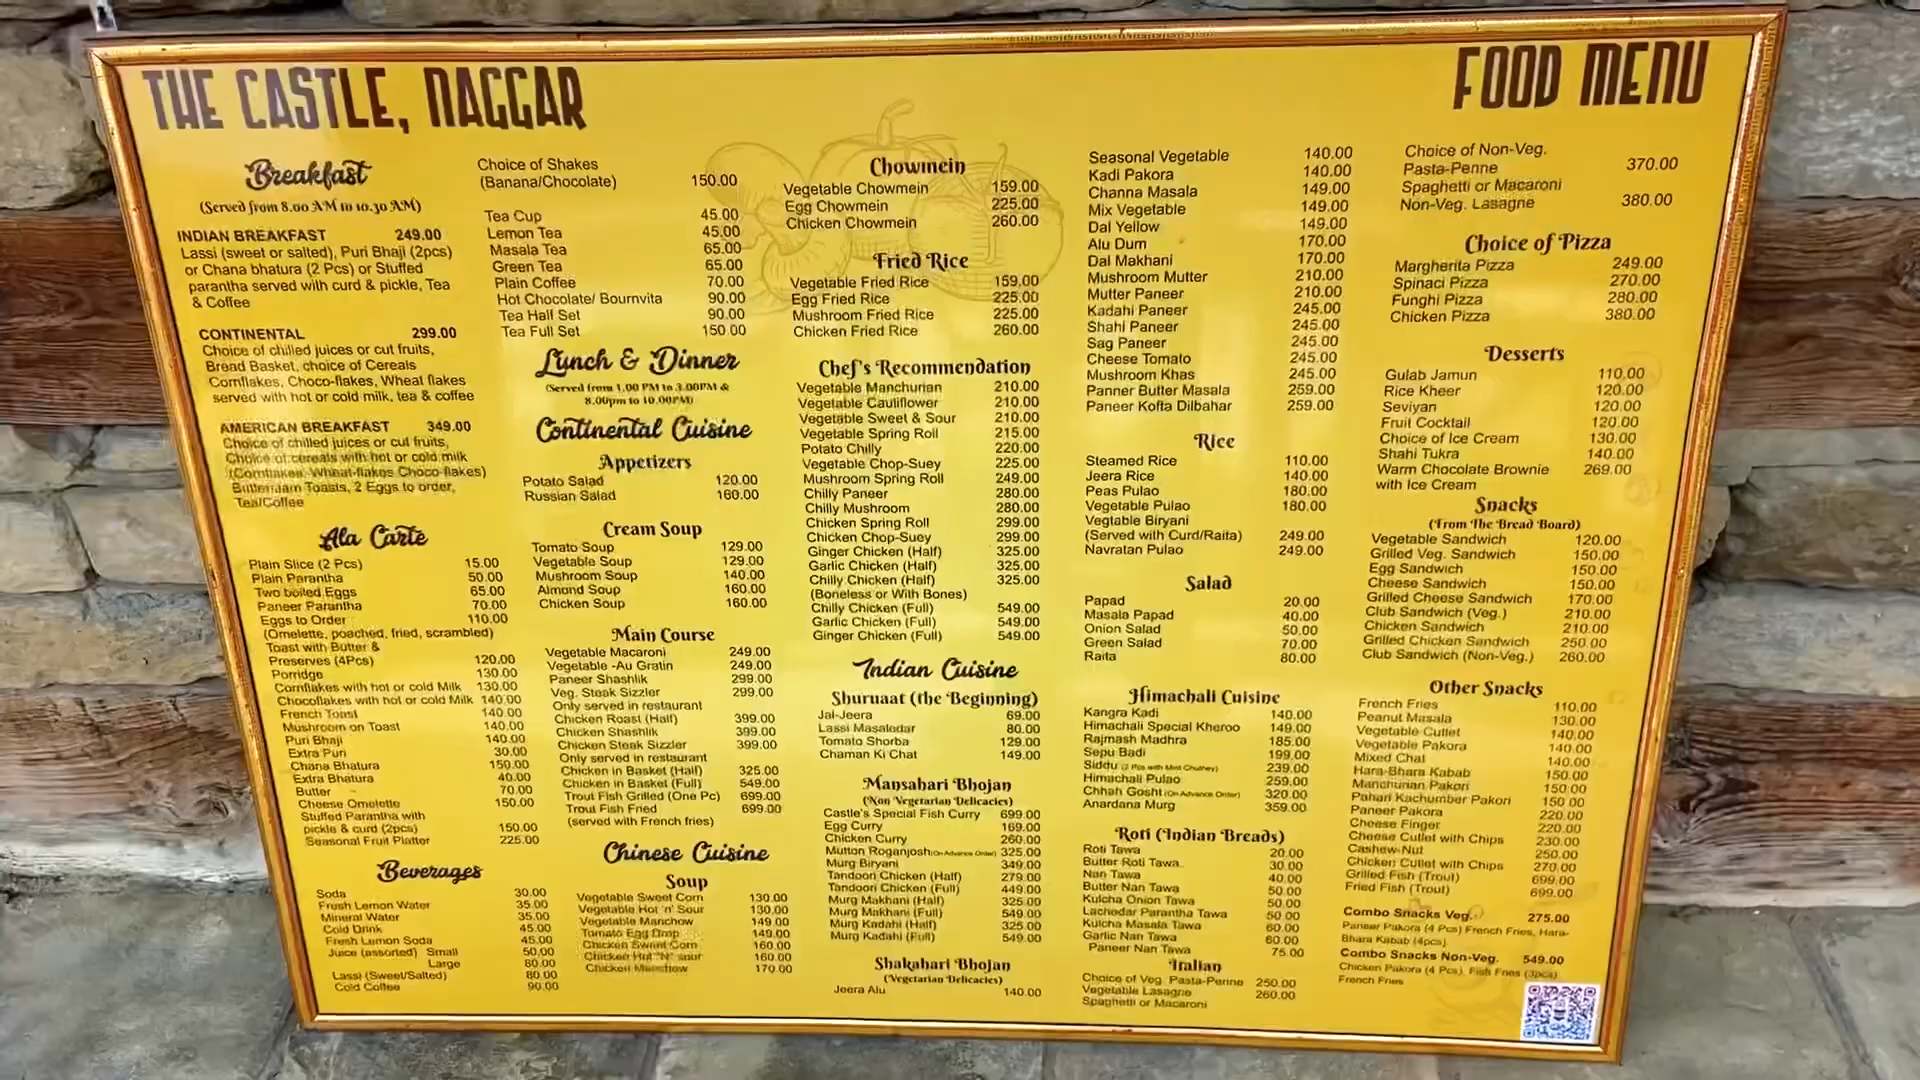 THE CASTLE, NAGGAR
FOOD MENU
Breakfast
(Served from 8.00 AM to 10.30 AM)
INDIAN BREAKFAST 249.00
Lassi (sweet or salted), Puri Bhaji (2pcs)
or Chana bhatura (2 Pcs) or Stuffed
parantha served with curd & pickle, Tea
& Coffee
CONTINENTAL 299.00
Choice of chilled juices or cut fruits,
Bread Basket, choice of Cereals
Cornflakes, Choco-flakes, Wheat flakes
served with hot or cold milk, tea & coffee
AMERICAN BREAKFAST 349.00
Choice of chilled juices or cut fruits,
Choice of cereals with hot or cold milk
(Cornflakes, Wheat-flakes Choco-flakes)
Butter/Jam Toasts, 2 Eggs to order,
Tea/Coffee
Ala Carte
Plain Slice (2 Pcs) 15.00
Plain Parantha 50.00
Two boiled Eggs 65.00
Paneer Parantha 70.00
Eggs to Order 110.00
(Omelette, poached, fried, scrambled)
Toast with Butter &
Preserves (4Pcs) 120.00
Porridge 130.00
Cornflakes with hot or cold Milk 130.00
Chocoflakes with hot or cold Milk 140.00
French Toast 140.00
Mushroom on Toast 140.00
Puri Bhaji 140.00
Extra Puri 30.00
Chana Bhatura 150.00
Extra Bhatura 40.00
Butter 70.00
Cheese Omelette 150.00
Stuffed Parantha with
pickle & curd (2pcs) 150.00
Seasonal Fruit Platter 225.00
Beverages
Soda 30.00
Fresh Lemon Water 35.00
Mineral Water 35.00
Cold Drink 45.00
Fresh Lemon Soda 45.00
Juice (assorted) Small 50.00
Large 80.00
Lassi (Sweet/Salted) 80.00
Cold Coffee 90.00
Choice of Shakes
(Banana/Chocolate) 150.00
Tea Cup 45.00
Lemon Tea 45.00
Masala Tea 65.00
Green Tea 65.00
Plain Coffee 70.00
Hot Chocolate/ Bournvita 90.00
Tea Half Set 90.00
Tea Full Set 150.00
Lunch & Dinner
(Served from 1.00 PM to 3.00PM &
8.00pm to 10.00PM)
Continental Cuisine
Appetizers
Potato Salad 120.00
Russian Salad 160.00
Cream Soup
Tomato Soup 129.00
Vegetable Soup 129.00
Mushroom Soup 140.00
Almond Soup 160.00
Chicken Soup 160.00
Main Course
Vegetable Macaroni 249.00
Vegetable -Au Gratin 249.00
Paneer Shashlik 299.00
Veg. Steak Sizzler 299.00
Only served in restaurant
Chicken Roast (Half) 399.00
Chicken Shashlik 399.00
Chicken Steak Sizzler 399.00
Only served in restaurant
Chicken in Basket (Half) 325.00
Chicken in Basket (Full) 549.00
Trout Fish Grilled (One Pc) 699.00
Trout Fish Fried 699.00
(served with French fries)
Chinese Cuisine
Soup
Vegetable Sweet Corn 130.00
Vegetable Hot 'n' Sour 130.00
Vegetable Manchow 149.00
Tomato Egg Drop 149.00
Chicken Sweet Corn 160.00
Chicken Hot "N" sour 160.00
Chicken Manchow 170.00
Chowmein
Vegetable Chowmein 159.00
Egg Chowmein 225.00
Chicken Chowmein 260.00
Fried Rice
Vegetable Fried Rice 159.00
Egg Fried Rice 225.00
Mushroom Fried Rice 225.00
Chicken Fried Rice 260.00
Chef's Recommendation
Vegetable Manchurian 210.00
Vegetable Cauliflower 210.00
Vegetable Sweet & Sour 210.00
Vegetable Spring Roll 215.00
Potato Chilly 220.00
Vegetable Chop-Suey 225.00
Mushroom Spring Roll 249.00
Chilly Paneer 280.00
Chilly Mushroom 280.00
Chicken Spring Roll 299.00
Chicken Chop-Suey 299.00
Ginger Chicken (Half) 325.00
Garlic Chicken (Half) 325.00
Chilly Chicken (Half) 325.00
(Boneless or With Bones)
Chilly Chicken (Full) 549.00
Garlic Chicken (Full) 549.00
Ginger Chicken (Full) 549.00
Indian Cuisine
Shuruaat (the Beginning)
Jal-Jeera 69.00
Lassi Masaledar 80.00
Tomato Shorba 129.00
Chaman Ki Chat 149.00
Mansahari Bhojan
(Non Vegetarian Delicacies)
Castle's Special Fish Curry 699.00
Egg Curry 169.00
Chicken Curry 260.00
Mutton Roganjosh(On Advance Order) 325.00
Murg Biryani 349.00
Tandoori Chicken (Half) 279.00
Tandoori Chicken (Full) 449.00
Murg Makhani (Half) 325.00
Murg Makhani (Full) 549.00
Murg Kadahi (Half) 325.00
Murg Kadahi (Full) 549.00
Shakahari Bhojan
(Vegetarian Delicacies)
Jeera Alu 140.00
Seasonal Vegetable 140.00
Kadi Pakora 140.00
Channa Masala 149.00
Mix Vegetable 149.00
Dal Yellow 149.00
Alu Dum 170.00
Dal Makhani 170.00
Mushroom Mutter 210.00
Mutter Paneer 210.00
Kadahi Paneer 245.00
Shahi Paneer 245.00
Sag Paneer 245.00
Cheese Tomato 245.00
Mushroom Khas 245.00
Panner Butter Masala 259.00
Paneer Kofta Dilbahar 259.00
Rice
Steamed Rice 110.00
Jeera Rice 140.00
Peas Pulao 180.00
Vegetable Pulao 180.00
Vegtable Biryani
(Served with Curd/Raita) 249.00
Navratan Pulao 249.00
Salad
Papad 20.00
Masala Papad 40.00
Onion Salad 50.00
Green Salad 70.00
Raita 80.00
Himachali Cuisine
Kangra Kadi 140.00
Himachali Special Kheroo 149.00
Rajmash Madhra 185.00
Sepu Badi 199.00
Siddu (2 Pcs with Mint Chutney) 239.00
Himachali Pulao 259.00
Chhah Gosht (On Advance Order) 320.00
Anardana Murg 359.00
Roti (Indian Breads)
Roti Tawa 20.00
Butter Roti Tawa 30.00
Nan Tawa 40.00
Butter Nan Tawa 50.00
Kulcha Onion Tawa 50.00
Lachedar Parantha Tawa 50.00
Kulcha Masala Tawa 60.00
Garlic Nan Tawa 60.00
Paneer Nan Tawa 75.00
Italian
Choice of Veg. Pasta-Penne 250.00
Vegetable Lasagne 260.00
Spaghetti or Macaroni
Choice of Non-Veg.
Pasta-Penne 370.00
Spaghetti or Macaroni
Non-Veg. Lasagne 380.00
Choice of Pizza
Margherita Pizza 249.00
Spinaci Pizza 270.00
Funghi Pizza 280.00
Chicken Pizza 380.00
Desserts
Gulab Jamun 110.00
Rice Kheer 120.00
Seviyan 120.00
Fruit Cocktail 120.00
Choice of Ice Cream 130.00
Shahi Tukra 140.00
Warm Chocolate Brownie 269.00
with Ice Cream
Snacks
(From The Bread Board)
Vegetable Sandwich 120.00
Grilled Veg. Sandwich 150.00
Egg Sandwich 150.00
Cheese Sandwich 150.00
Grilled Cheese Sandwich 170.00
Club Sandwich (Veg.) 210.00
Chicken Sandwich 210.00
Grilled Chicken Sandwich 250.00
Club Sandwich (Non-Veg.) 260.00
Other Snacks
French Fries 110.00
Peanut Masala 130.00
Vegetable Cutlet 140.00
Vegetable Pakora 140.00
Mixed Chat 140.00
Hara-Bhara Kabab 150.00
Manchurian Pakori 150.00
Pahari Kachumber Pakori 150.00
Paneer Pakora 220.00
Cheese Finger 220.00
Cheese Cutlet with Chips 230.00
Cashew-Nut 250.00
Chicken Cutlet with Chips 270.00
Grilled Fish (Trout) 699.00
Fried Fish (Trout) 699.00
Combo Snacks Veg. 275.00
Paneer Pakora (4 Pcs) French Fries, Hara-
Bhara Kabab (4pcs)
Combo Snacks Non-Veg. 549.00
Chicken Pakora (4 Pcs), Fish Fries (3pcs)
French Fries